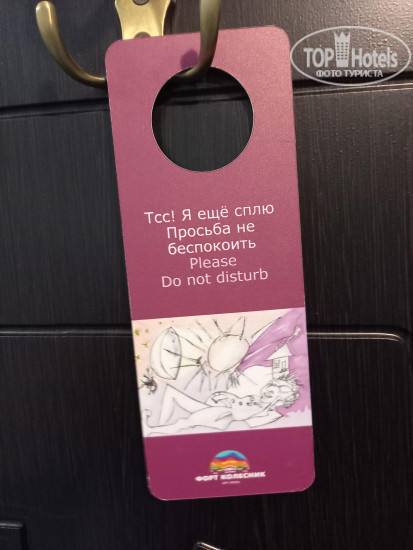 TOP Hotels
ФОТО ТУРИСТА
Тсс! Я ещё сплю
Просьба не
беспокоить
Please
Do not disturb
ФОРТ КОЛЕСНИК